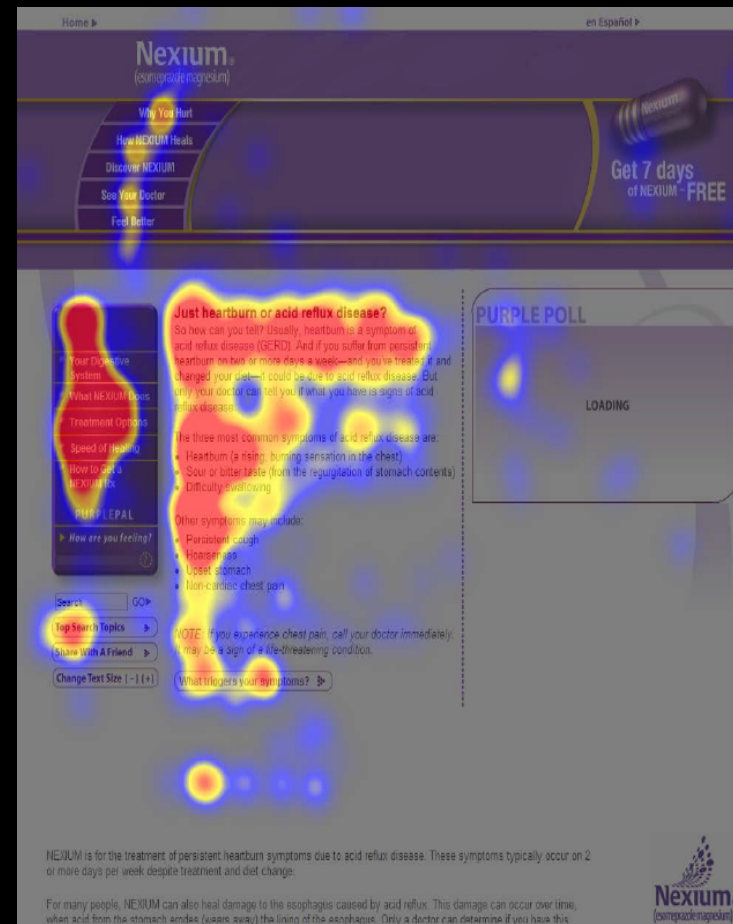 Home
en Español
Nexium®
(esomeprazole magnesium)
Why You Hurt
How NEXIUM Heals
Discover NEXIUM
See Your Doctor
Feel Better
Nexium
Get 7 days
of NEXIUM - FREE
Your Digestive
System
What NEXIUM Does
Treatment Options
Speed of Healing
How to Get a
NEXIUM Rx
PURPLEPAL
How are you feeling?
Search GO
Top Search Topics
Share With A Friend
Change Text Size [-] [+]
Just heartburn or acid reflux disease?
So how can you tell? Usually, heartburn is a symptom of
acid reflux disease (GERD). And if you suffer from persistent
heartburn on two or more days a week—and you've treated it and
changed your diet—it could be due to acid reflux disease. But
only your doctor can tell you if what you have is signs of acid
reflux disease.
The three most common symptoms of acid reflux disease are:
• Heartburn (a rising, burning sensation in the chest)
• Sour or bitter taste (from the regurgitation of stomach contents)
• Difficulty swallowing
Other symptoms may include:
• Persistent cough
• Hoarseness
• Upset stomach
• Non-cardiac chest pain
NOTE: If you experience chest pain, call your doctor immediately.
It may be a sign of a life-threatening condition.
What triggers your symptoms?
PURPLE POLL
LOADING
NEXIUM is for the treatment of persistent heartburn symptoms due to acid reflux disease. These symptoms typically occur on 2
or more days per week despite treatment and diet change.
For many people, NEXIUM can also heal damage to the esophagus caused by acid reflux. This damage can occur over time,
when acid from the stomach erodes (wears away) the lining of the esophagus. Only a doctor can determine if you have this
Nexium
(esomeprazole magnesium)